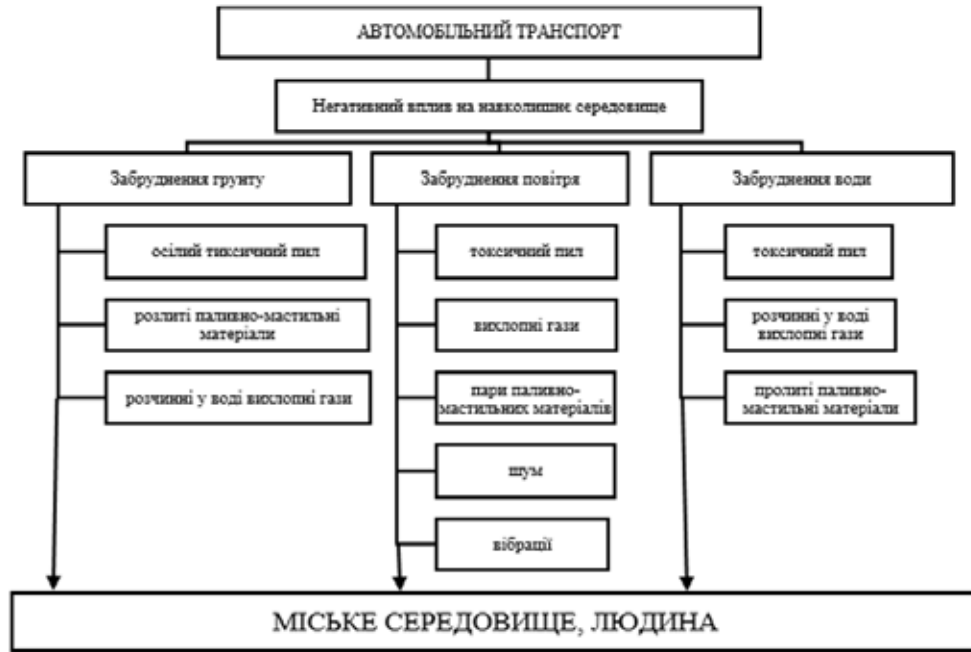 АВТОМОБІЛЬНИЙ ТРАНСПОРТ
Негативний вплив на навколишнє середовище
Забруднення грунту
осілий тиксичний пил
розлиті паливно-мастильні
матеріали
розчинні у воді вихлопні гази
Забруднення повітря
токсичний пил
вихлопні гази
пари паливно-
мастильних матеріалів
шум
вібрації
Забруднення води
токсичний пил
розчинні у воді
вихлопні гази
пролиті паливно-
мастильні матеріали
МІСЬКЕ СЕРЕДОВИЩЕ, ЛЮДИНА